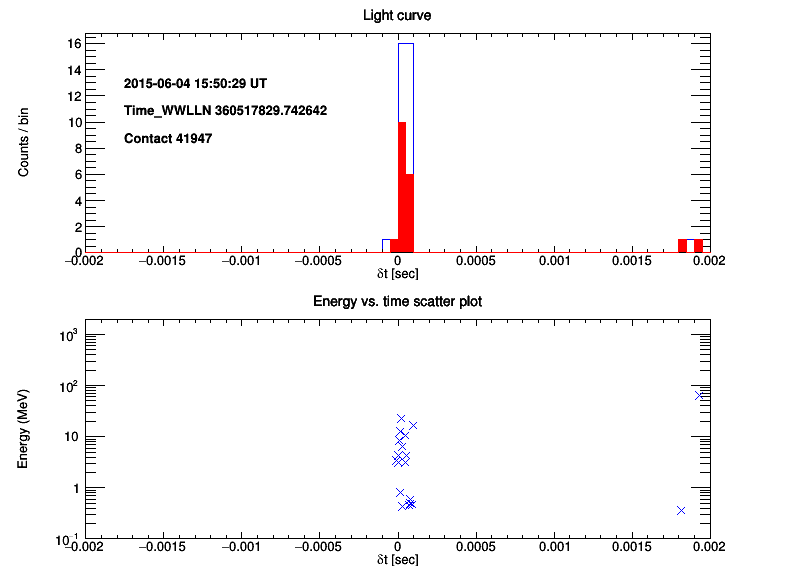 Light curve
16
14
12
10
8
6
4
2
0
Counts / bin
2015-06-04 15:50:29 UT
Time_WWLLN 360517829.742642
Contact 41947
−0.002 −0.0015 −0.001 −0.0005 0 0.0005 0.001 0.0015 0.002
δt [sec]
Energy vs. time scatter plot
10³
10²
10
1
10⁻¹
Energy (MeV)
−0.002 −0.0015 −0.001 −0.0005 0 0.0005 0.001 0.0015 0.002
δt [sec]